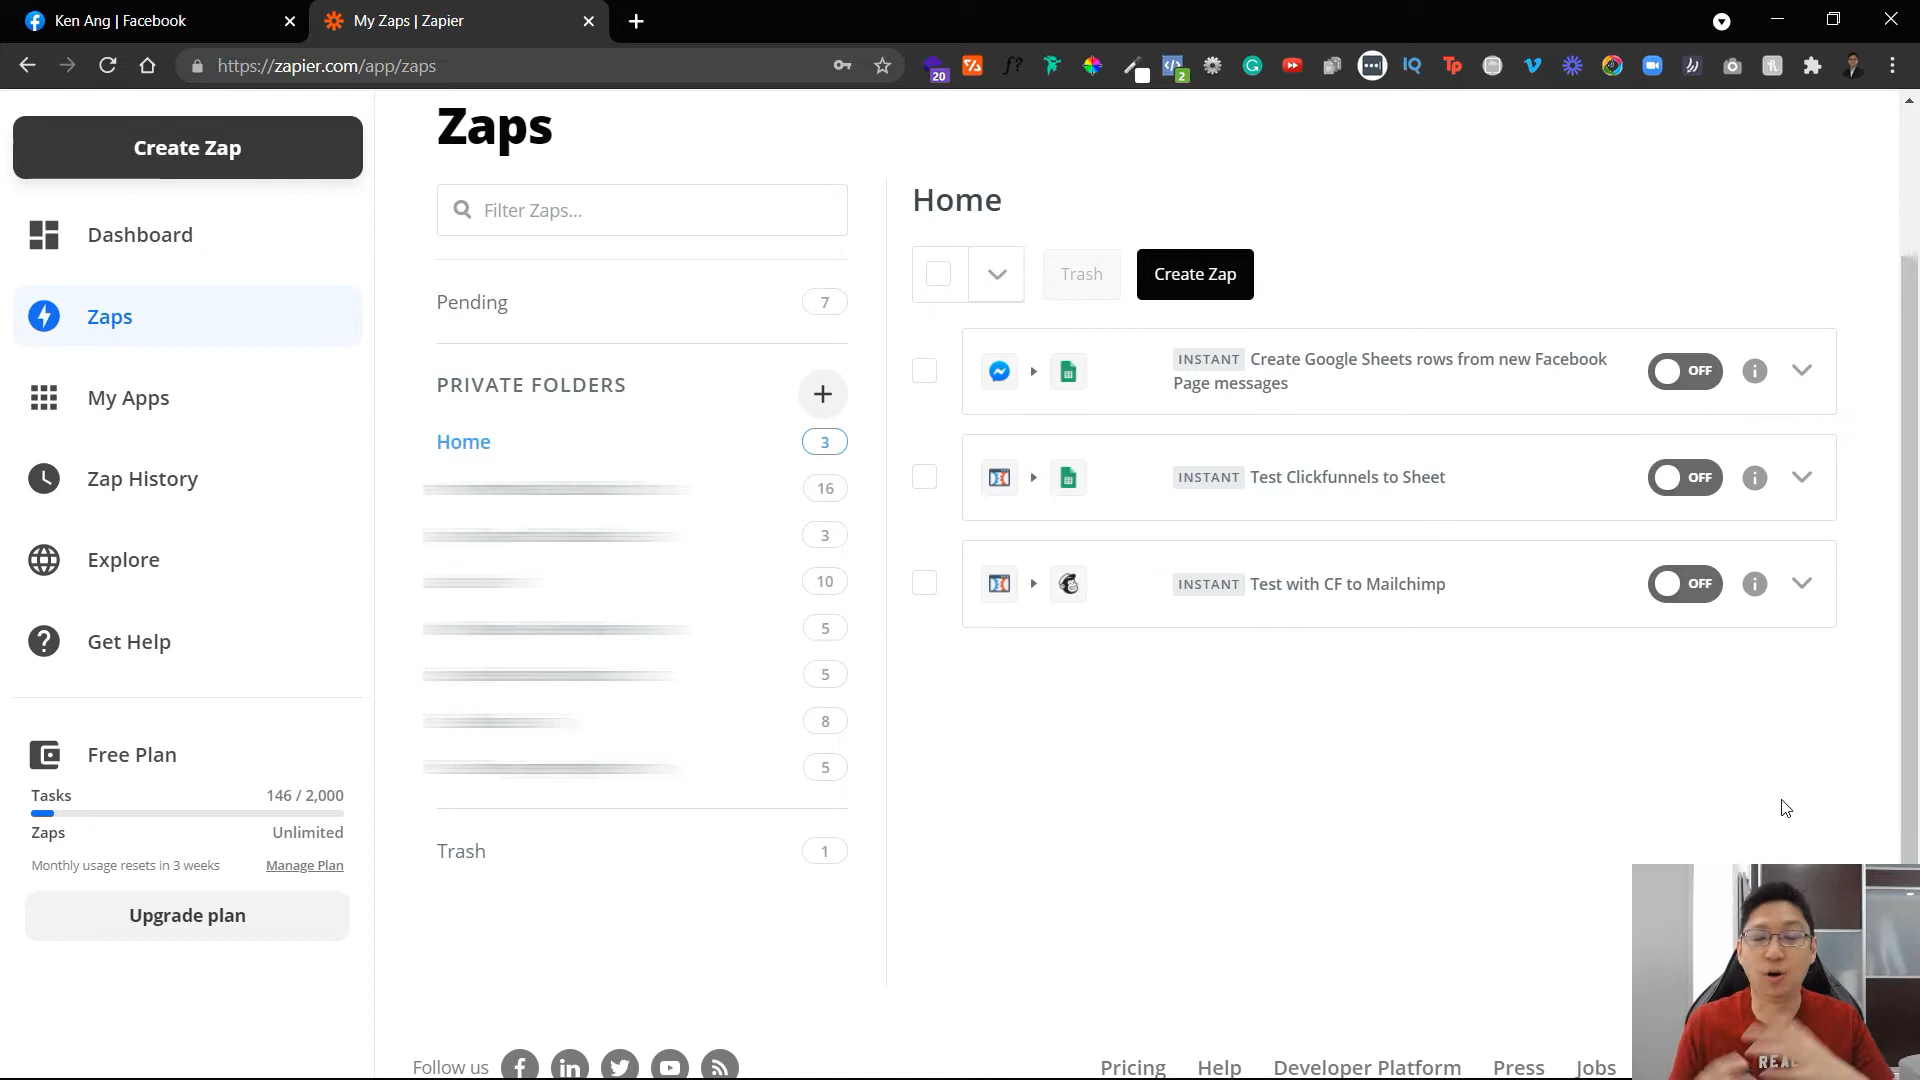 Ken Ang | Facebook
My Zaps | Zapier
https://zapier.com/app/zaps
20
f?
2
IQ
Tp
Create Zap
Dashboard
Zaps
My Apps
Zap History
Explore
Get Help
Free Plan
Tasks 146 / 2,000
Zaps Unlimited
Monthly usage resets in 3 weeks Manage Plan
Upgrade plan
Zaps
Filter Zaps...
Pending 7
PRIVATE FOLDERS
Home 3
16
3
10
5
5
8
5
Trash 1
Home
Trash
Create Zap
INSTANT Create Google Sheets rows from new Facebook
Page messages
OFF
INSTANT Test Clickfunnels to Sheet
OFF
INSTANT Test with CF to Mailchimp
OFF
Follow us
Pricing Help Developer Platform Press Jobs